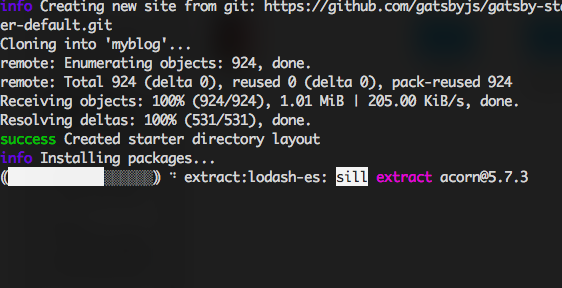 info Creating new site from git: https://github.com/gatsbyjs/gatsby-st
er-default.git
Cloning into 'myblog'...
remote: Enumerating objects: 924, done.
remote: Total 924 (delta 0), reused 0 (delta 0), pack-reused 924
Receiving objects: 100% (924/924), 1.01 MiB | 205.00 KiB/s, done.
Resolving deltas: 100% (531/531), done.
success Created starter directory layout
info Installing packages...
extract:lodash-es: sill extract acorn@5.7.3